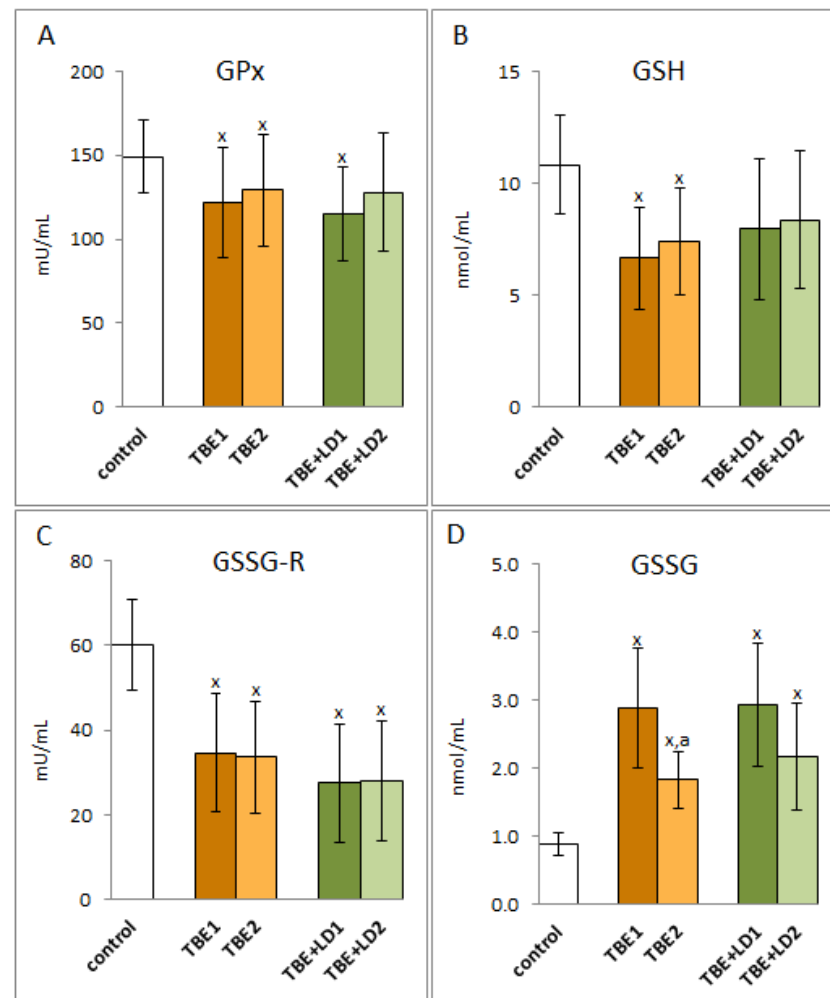 A
GPx
200
150
100
50
0
mU/mL
x
x
x
control
TBE1
TBE2
TBE+LD1
TBE+LD2
B
GSH
15
10
5
0
nmol/mL
x
x
control
TBE1
TBE2
TBE+LD1
TBE+LD2
C
GSSG-R
80
60
40
20
0
mU/mL
x
x
x
x
control
TBE1
TBE2
TBE+LD1
TBE+LD2
D
GSSG
5.0
4.0
3.0
2.0
1.0
0.0
nmol/mL
x
x,a
x
x
control
TBE1
TBE2
TBE+LD1
TBE+LD2